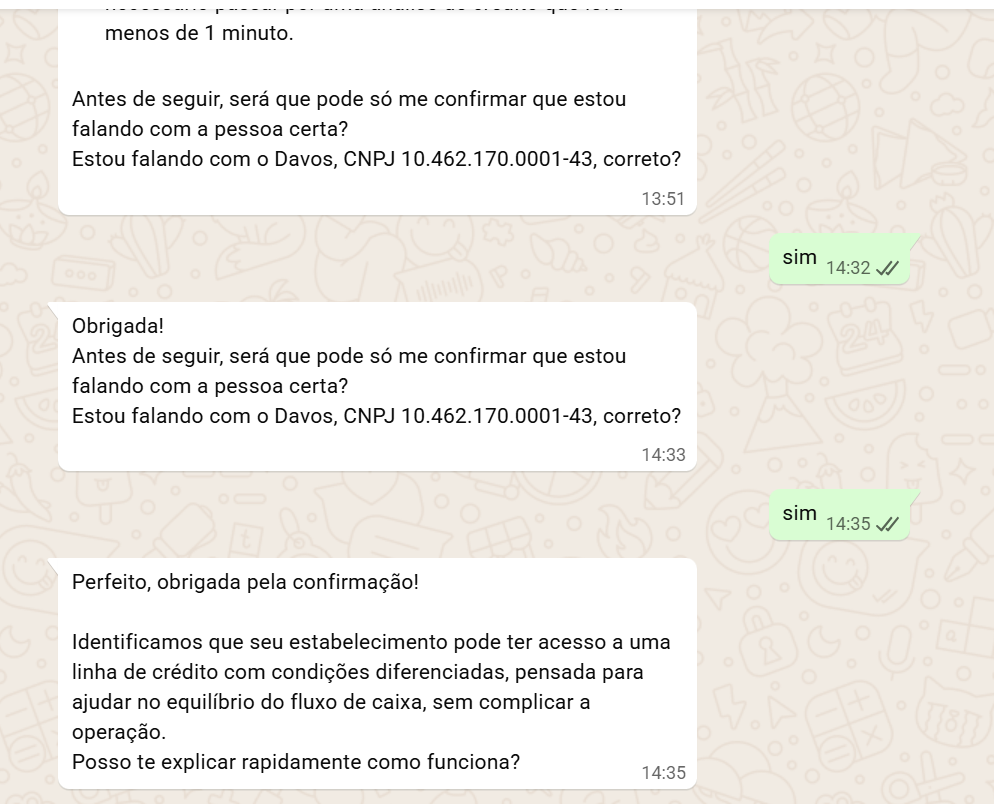 menos de 1 minuto.
Antes de seguir, será que pode só me confirmar que estou
falando com a pessoa certa?
Estou falando com o Davos, CNPJ 10.462.170.0001-43, correto?
13:51
sim 14:32
Obrigada!
Antes de seguir, será que pode só me confirmar que estou
falando com a pessoa certa?
Estou falando com o Davos, CNPJ 10.462.170.0001-43, correto?
14:33
sim 14:35
Perfeito, obrigada pela confirmação!
Identificamos que seu estabelecimento pode ter acesso a uma
linha de crédito com condições diferenciadas, pensada para
ajudar no equilíbrio do fluxo de caixa, sem complicar a
operação.
Posso te explicar rapidamente como funciona?
14:35